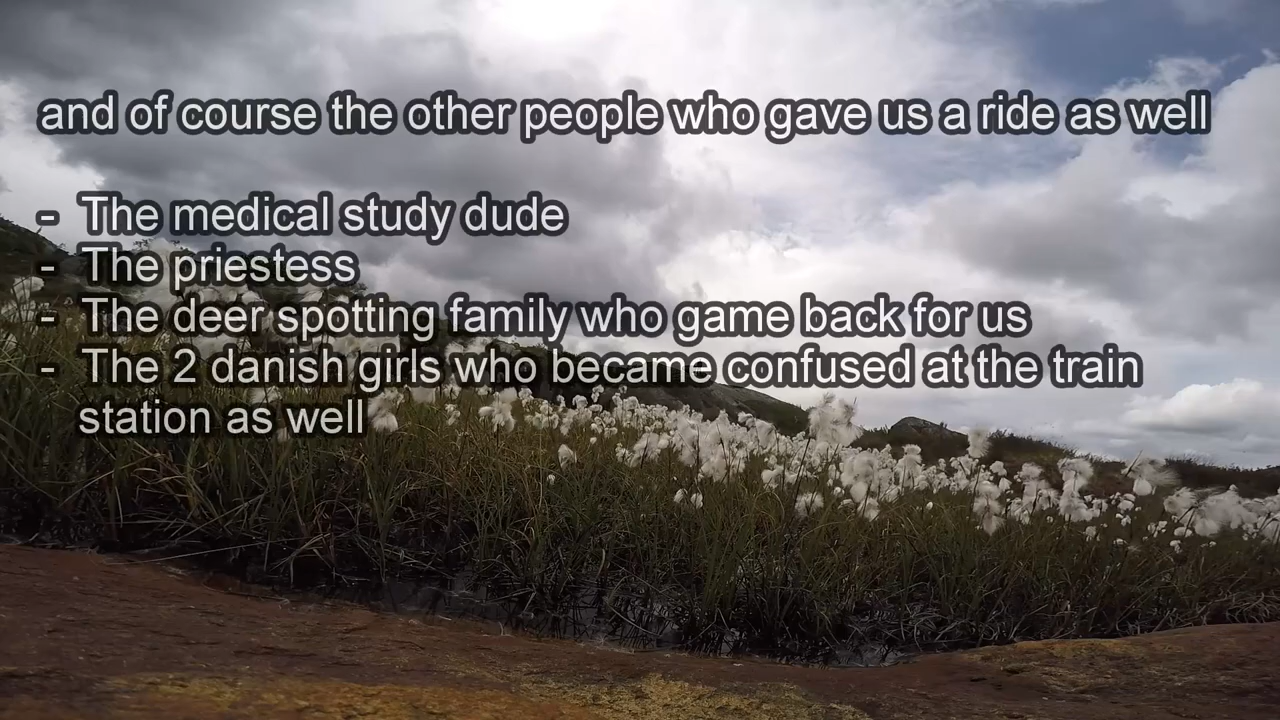 and of course the other people who gave us a ride as well
- The medical study dude
- The priestess
- The deer spotting family who game back for us
- The 2 danish girls who became confused at the train
station as well